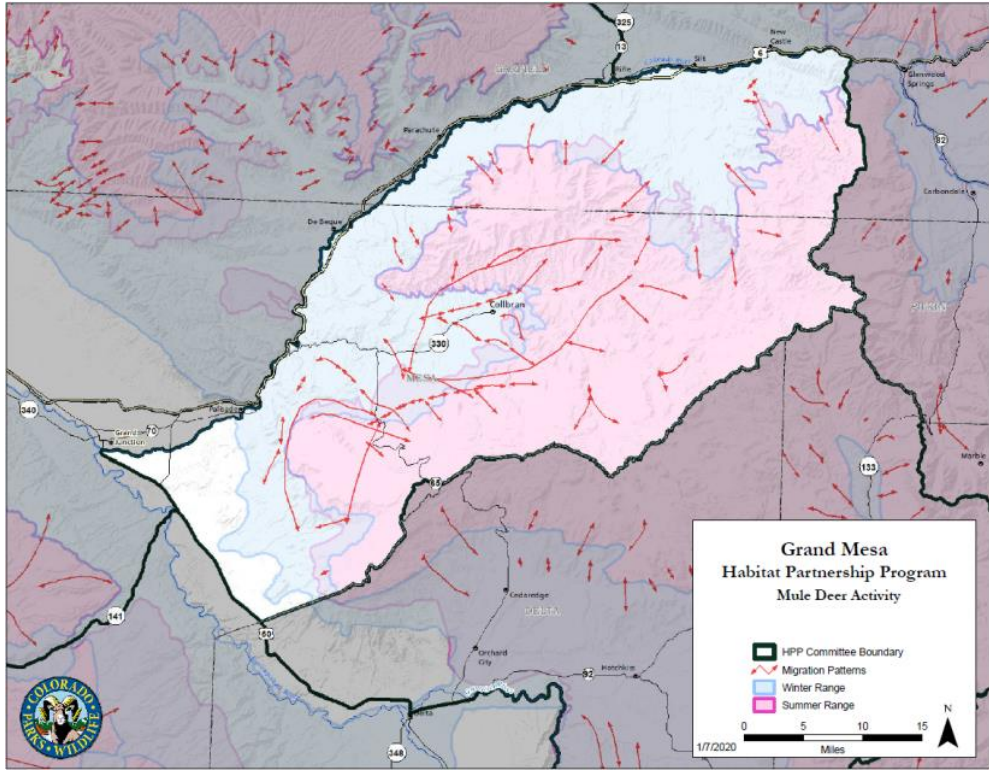 325
13
New
Castle
6
Silt
Rifle
Glenwood
Springs
82
Parachute
Carbondale
De Beque
Collbran
330
MESA
340
70
Grand
Junction
Palisade
65
133
Marble
141
50
Cedaredge
DELTA
Orchard
City
Hotchkiss
92
Delta
348
Grand Mesa
Habitat Partnership Program
Mule Deer Activity
HPP Committee Boundary
Migration Patterns
Winter Range
Summer Range
N
0 5 10 15
Miles
1/7/2020
COLORADO
PARKS
WILDLIFE